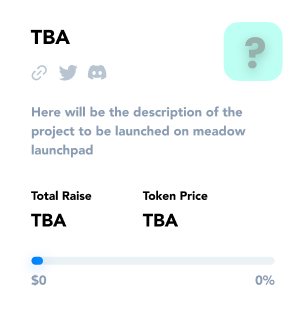 TBA
?
Here will be the description of the
project to be launched on meadow
launchpad
Total Raise Token Price
TBA TBA
$0 0%